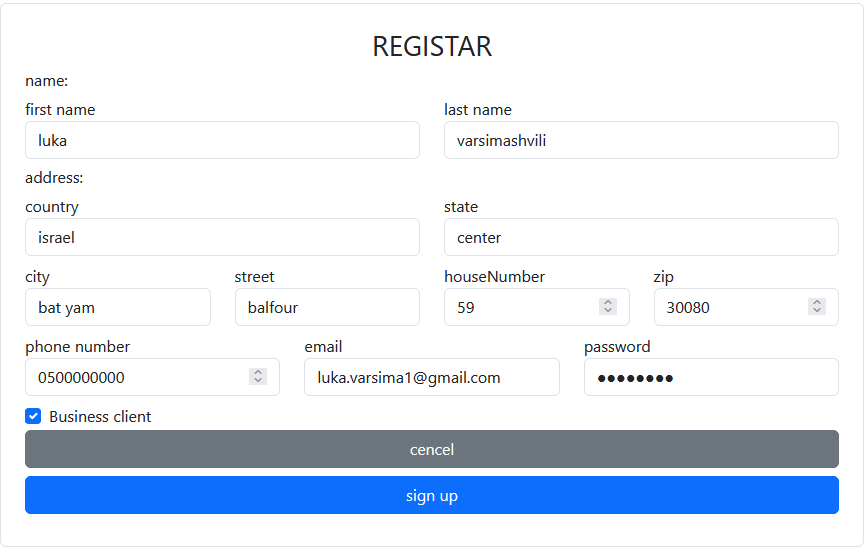 REGISTAR
name:
first name last name
luka varsimashvili
address:
country state
israel center
city street houseNumber zip
bat yam balfour 59 30080
phone number email password
0500000000 luka.varsima1@gmail.com ●●●●●●●●
Business client
cencel
sign up